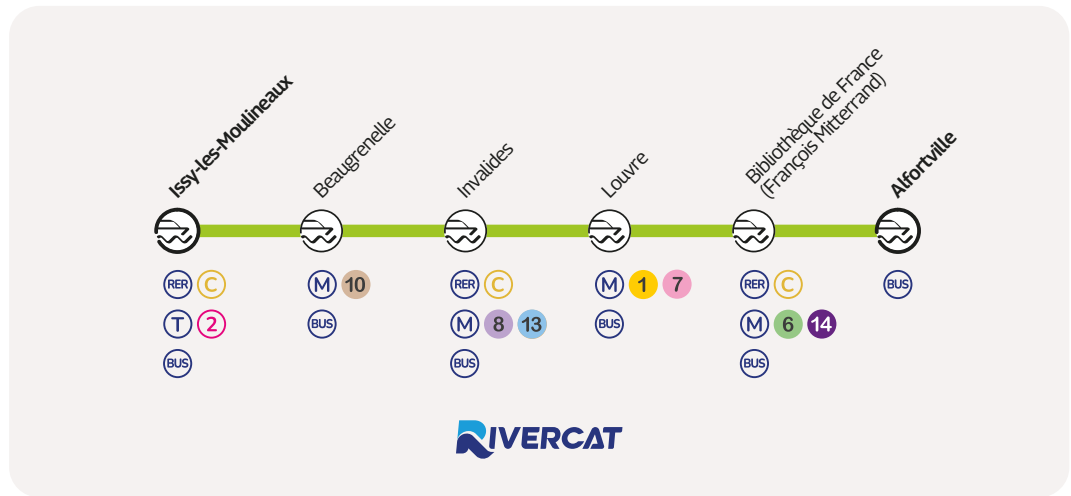 Issy-les-Moulineaux
Beaugrenelle
Invalides
Louvre
Bibliothèque de France
(François Mitterrand)
Alfortville
RER C
T 2
BUS
M 10
BUS
RER C
M 8 13
BUS
M 1 7
BUS
RER C
M 6 14
BUS
BUS
RIVERCAT